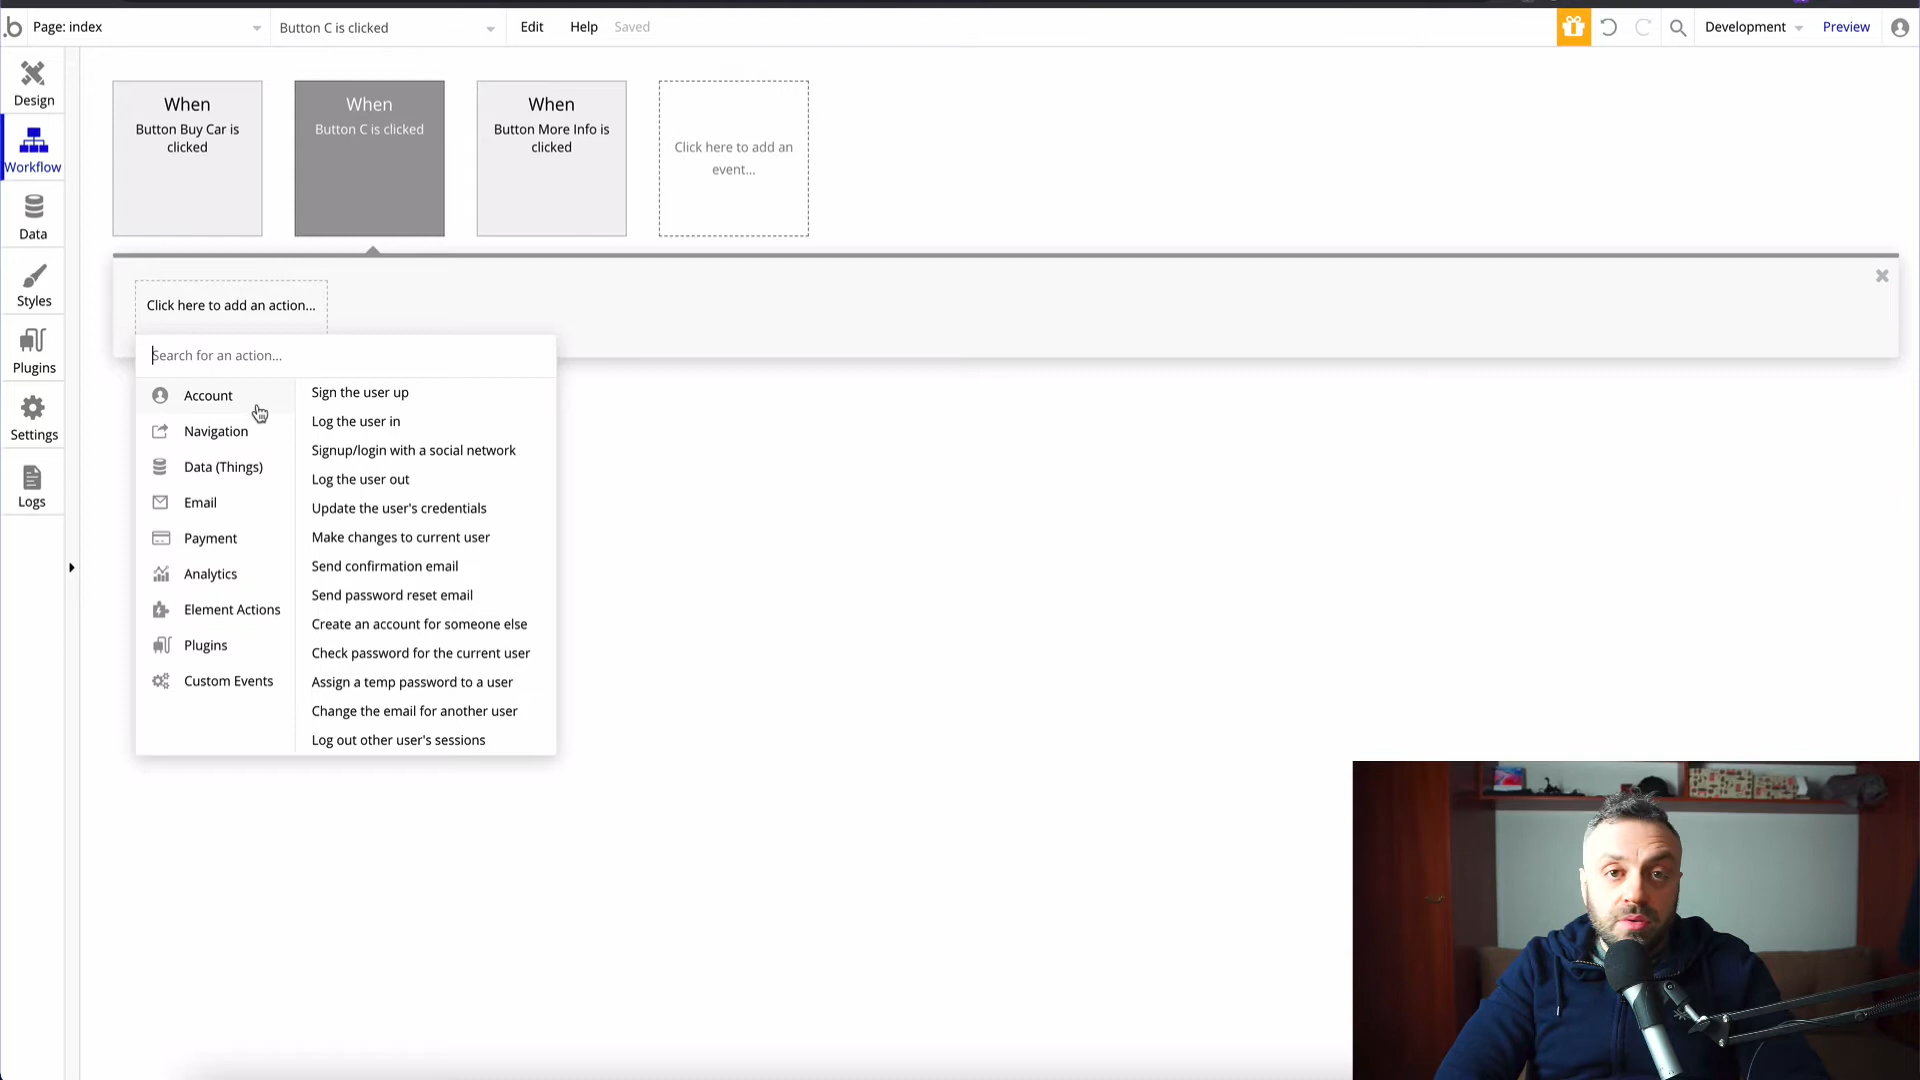 b Page: index
Button C is clicked
Edit
Help
Saved
Development
Preview
Design
Workflow
Data
Styles
Plugins
Settings
Logs
When
Button Buy Car is
clicked
When
Button C is clicked
When
Button More Info is
clicked
Click here to add an
event...
Click here to add an action...
Search for an action...
Account
Navigation
Data (Things)
Email
Payment
Analytics
Element Actions
Plugins
Custom Events
Sign the user up
Log the user in
Signup/login with a social network
Log the user out
Update the user's credentials
Make changes to current user
Send confirmation email
Send password reset email
Create an account for someone else
Check password for the current user
Assign a temp password to a user
Change the email for another user
Log out other user's sessions